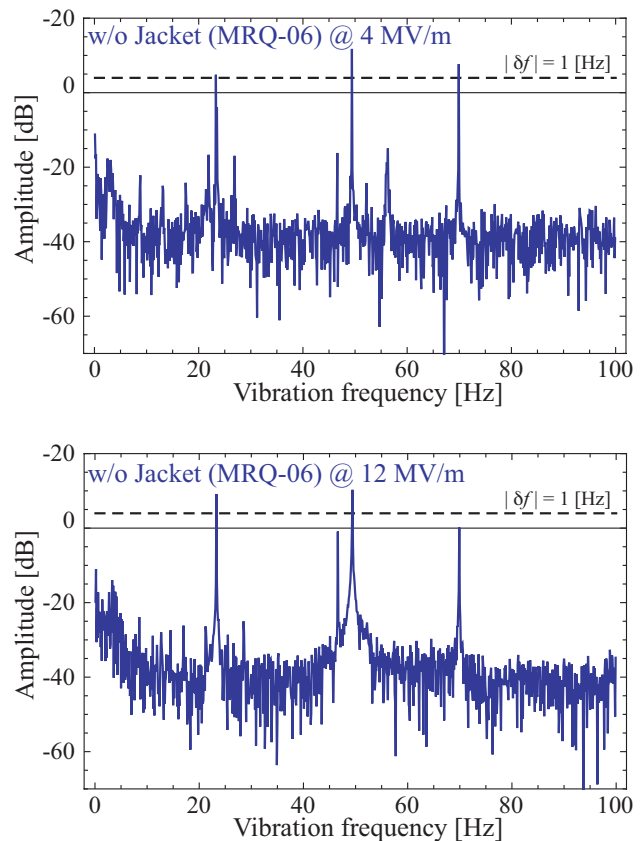 -20
w/o Jacket (MRQ-06) @ 4 MV/m
| δf | = 1 [Hz]
0
-20
-40
-60
Amplitude [dB]
0 20 40 60 80 100
Vibration frequency [Hz]
-20
w/o Jacket (MRQ-06) @ 12 MV/m
| δf | = 1 [Hz]
0
-20
-40
-60
Amplitude [dB]
0 20 40 60 80 100
Vibration frequency [Hz]